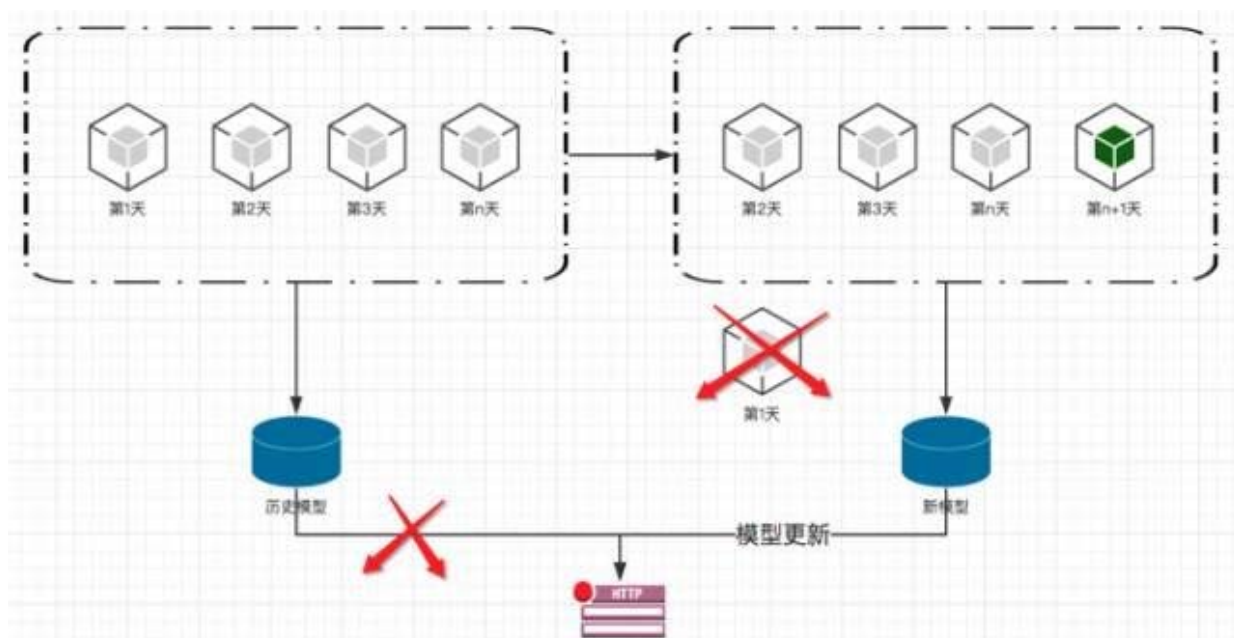 第1天
第2天
第3天
第n天
第2天
第3天
第n天
第n+1天
第1天
历史模型
新模型
模型更新
HTTP